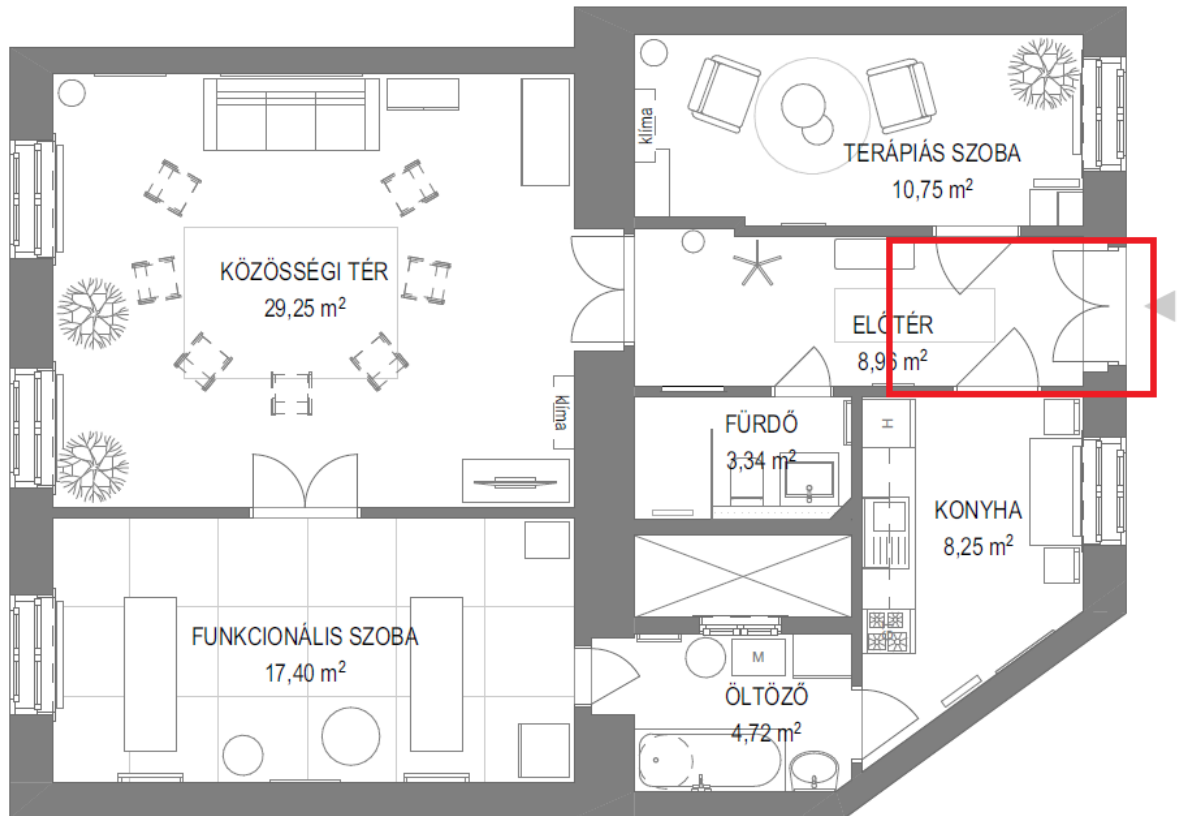 klíma
TERÁPIÁS SZOBA
10,75 m²
KÖZÖSSÉGI TÉR
29,25 m²
ELŐTÉR
8,96 m²
klíma
FÜRDŐ
3,34 m²
H
KONYHA
8,25 m²
FUNKCIONÁLIS SZOBA
17,40 m²
M
ÖLTÖZŐ
4,72 m²